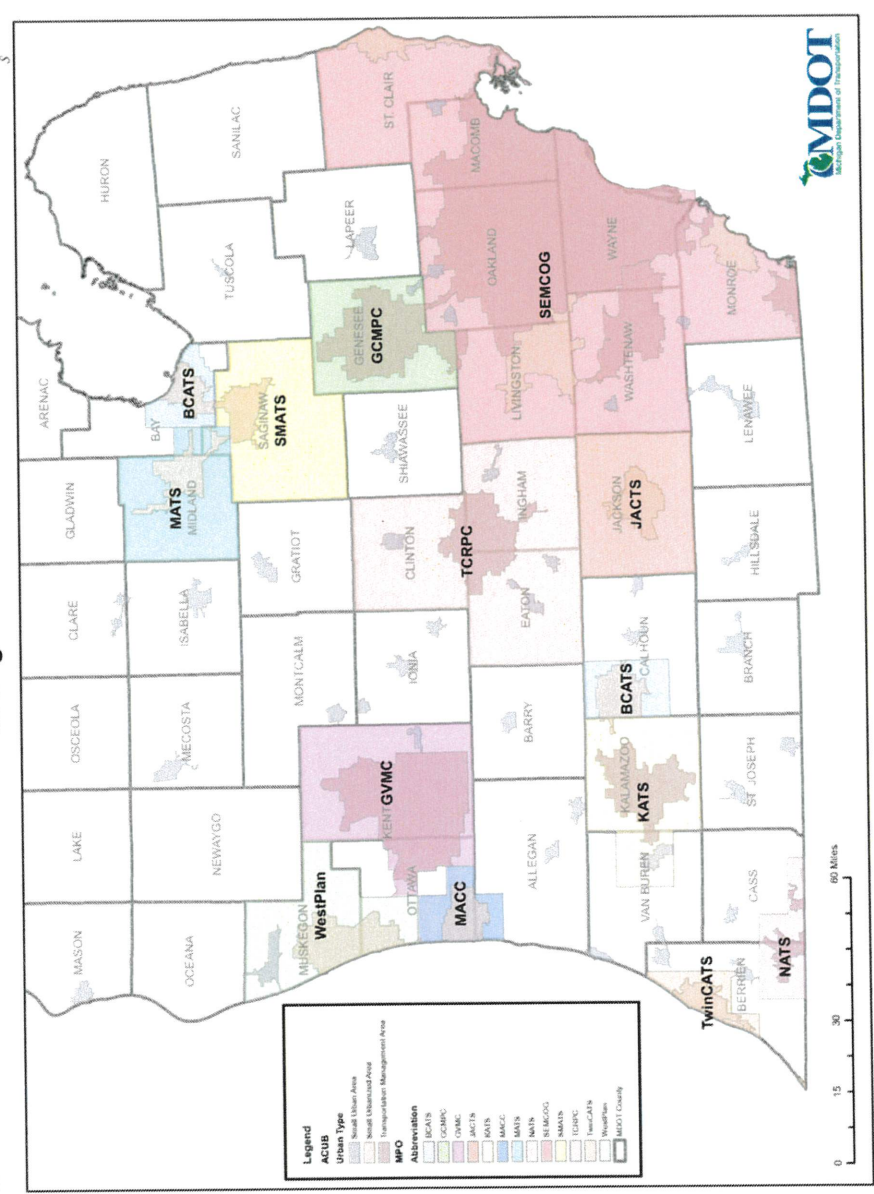 Legend
ACUB
Urban Type
Small Urban Area
Small Urbanized Area
Transportation Management Area
MPO
Abbreviation
BCATS
GCMPC
GVMC
JACTS
KATS
MACC
MATS
NATS
SEMCOG
SMATS
TCRPC
TwinCATS
WestPlan
MDOT County
MASON
LAKE
OSCEOLA
CLARE
GLADWIN
ARENAC
HURON
OCEANA
NEWAYGO
MECOSTA
ISABELLA
MIDLAND
MATS
BAY
BCATS
TUSCOLA
SANILAC
MUSKEGON
WestPlan
MONTCALM
GRATIOT
SAGINAW
SMATS
OTTAWA
KENT
GVMC
IONIA
CLINTON
SHIAWASSEE
GENESEE
GCMPC
LAPEER
ST. CLAIR
MACC
TCRPC
ALLEGAN
BARRY
EATON
INGHAM
LIVINGSTON
OAKLAND
MACOMB
SEMCOG
VAN BUREN
KALAMAZOO
KATS
BCATS
CALHOUN
JACKSON
JACTS
WASHTENAW
WAYNE
TwinCATS
BERRIEN
NATS
CASS
ST JOSEPH
BRANCH
HILLSDALE
LENAWEE
MONROE
0 15 30 60 Miles
MDOT
Michigan Department of Transportation